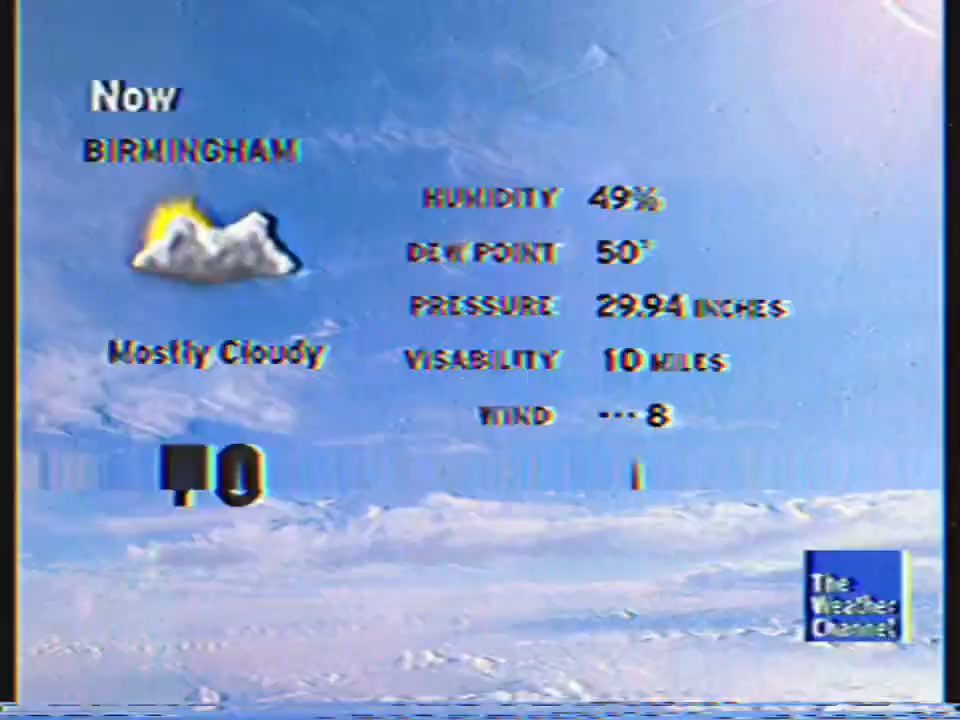 Now
BIRMINGHAM
HUMIDITY 49%
DEW POINT 50°
PRESSURE 29.94 INCHES
Mostly Cloudy
VISABILITY 10 MILES
WIND --- 8
The
Weather
Channel